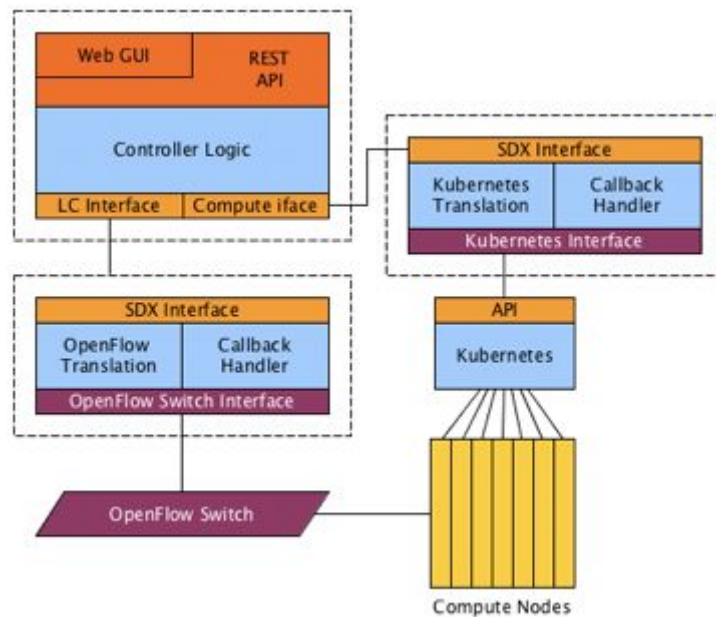 Web GUI
REST
API
Controller Logic
LC Interface
Compute iface
SDX Interface
Kubernetes
Translation
Callback
Handler
Kubernetes Interface
SDX Interface
OpenFlow
Translation
Callback
Handler
OpenFlow Switch Interface
API
Kubernetes
OpenFlow Switch
Compute Nodes